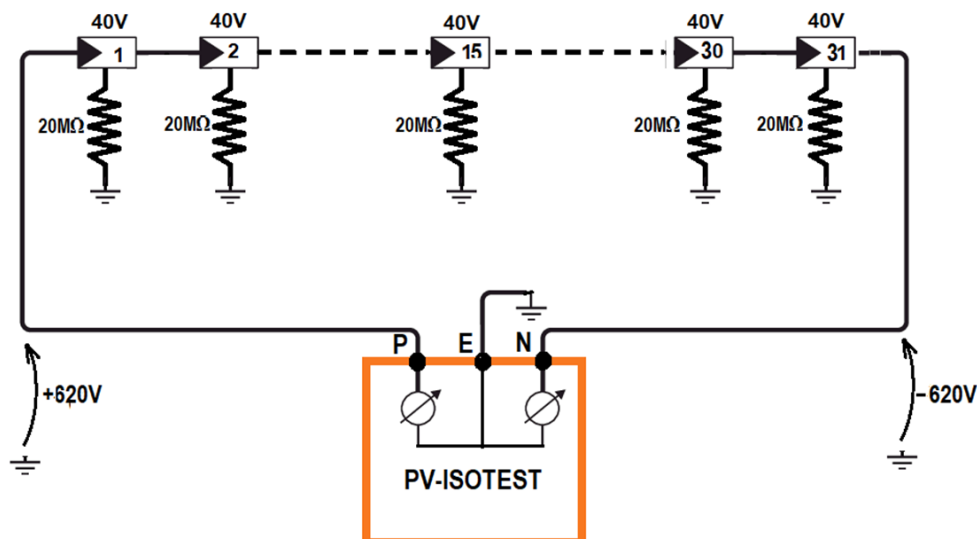 40V 40V 40V 40V 40V
1 2 15 30 31
20MΩ 20MΩ 20MΩ 20MΩ 20MΩ
P E N
+620V -620V
PV-ISOTEST